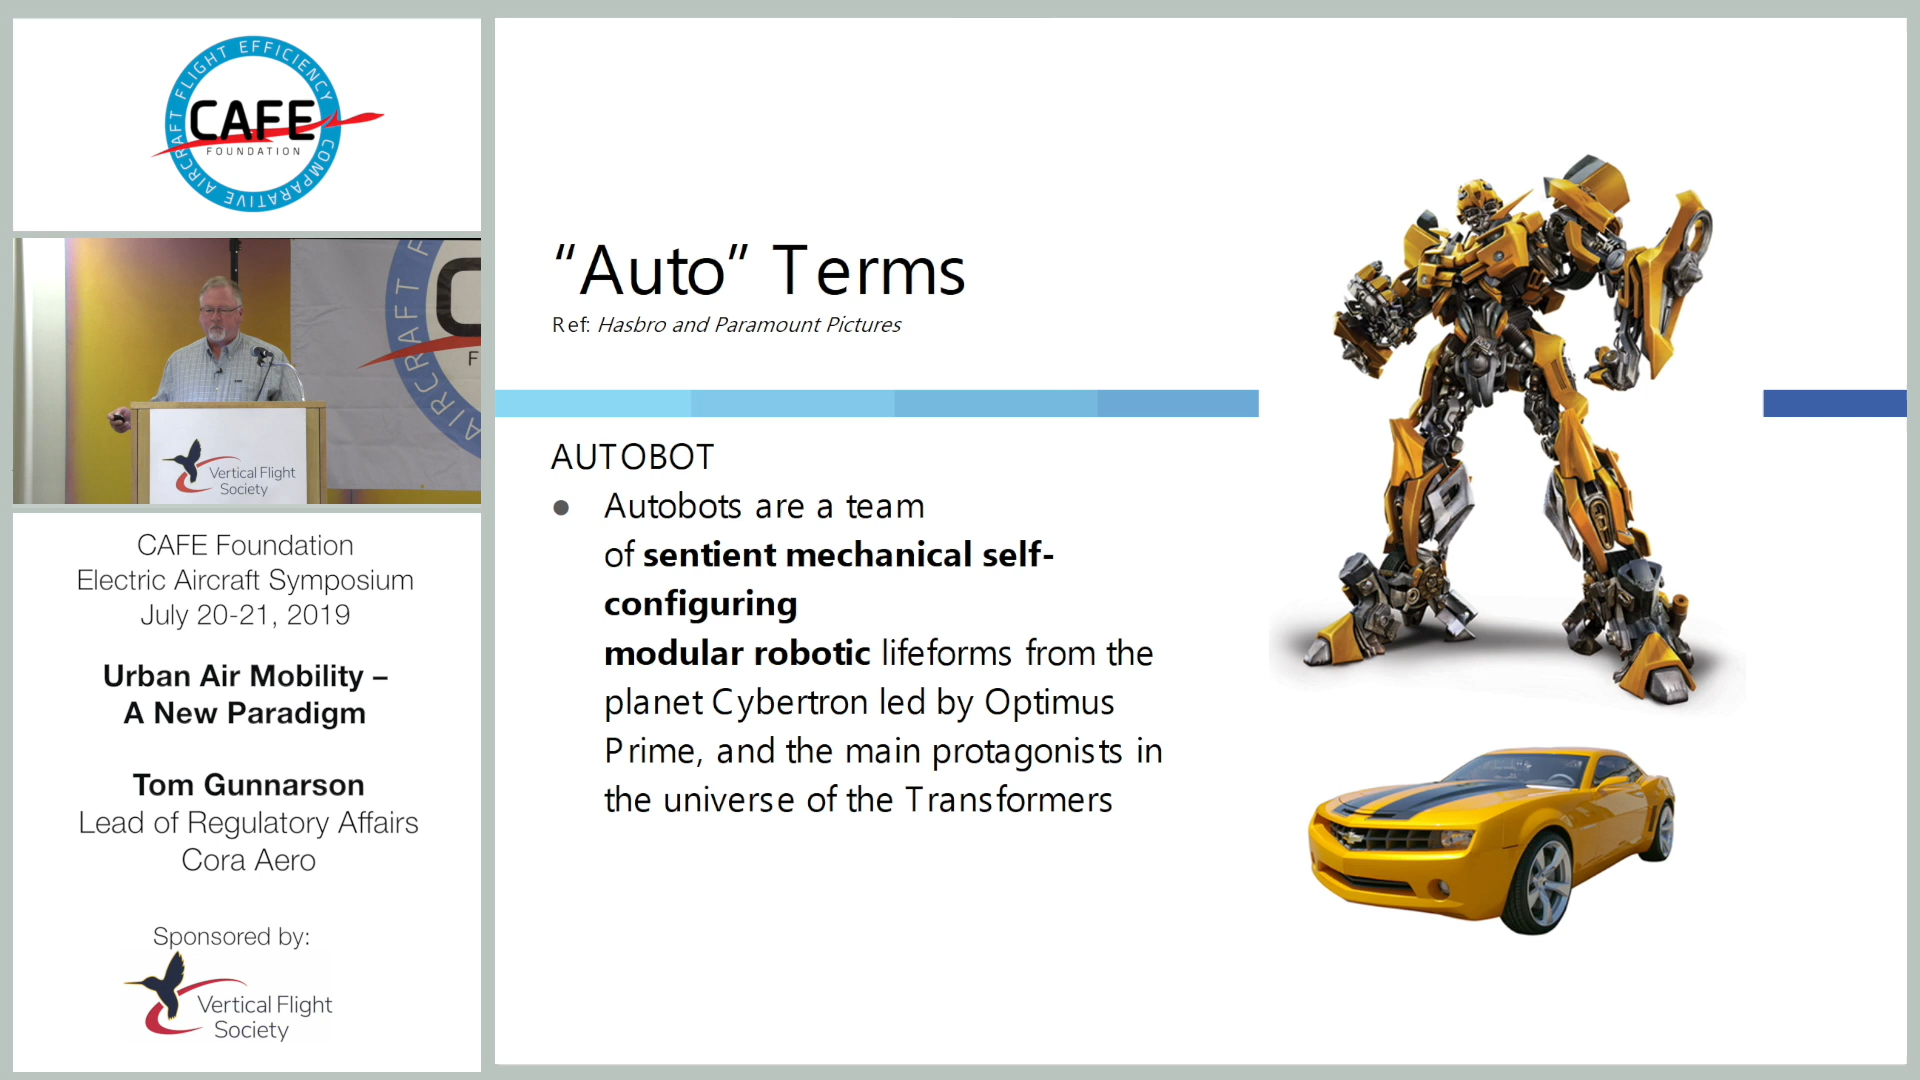 AIRCRAFT FLIGHT EFFICIENCY COMPARATIVE
CAFE
FOUNDATION
AIRCRAFT F
C
F
Vertical Flight
Society
CAFE Foundation
Electric Aircraft Symposium
July 20-21, 2019
Urban Air Mobility –
A New Paradigm
Tom Gunnarson
Lead of Regulatory Affairs
Cora Aero
Sponsored by:
Vertical Flight
Society
“Auto” Terms
Ref: Hasbro and Paramount Pictures
AUTOBOT
● Autobots are a team
of sentient mechanical self-
configuring
modular robotic lifeforms from the
planet Cybertron led by Optimus
Prime, and the main protagonists in
the universe of the Transformers